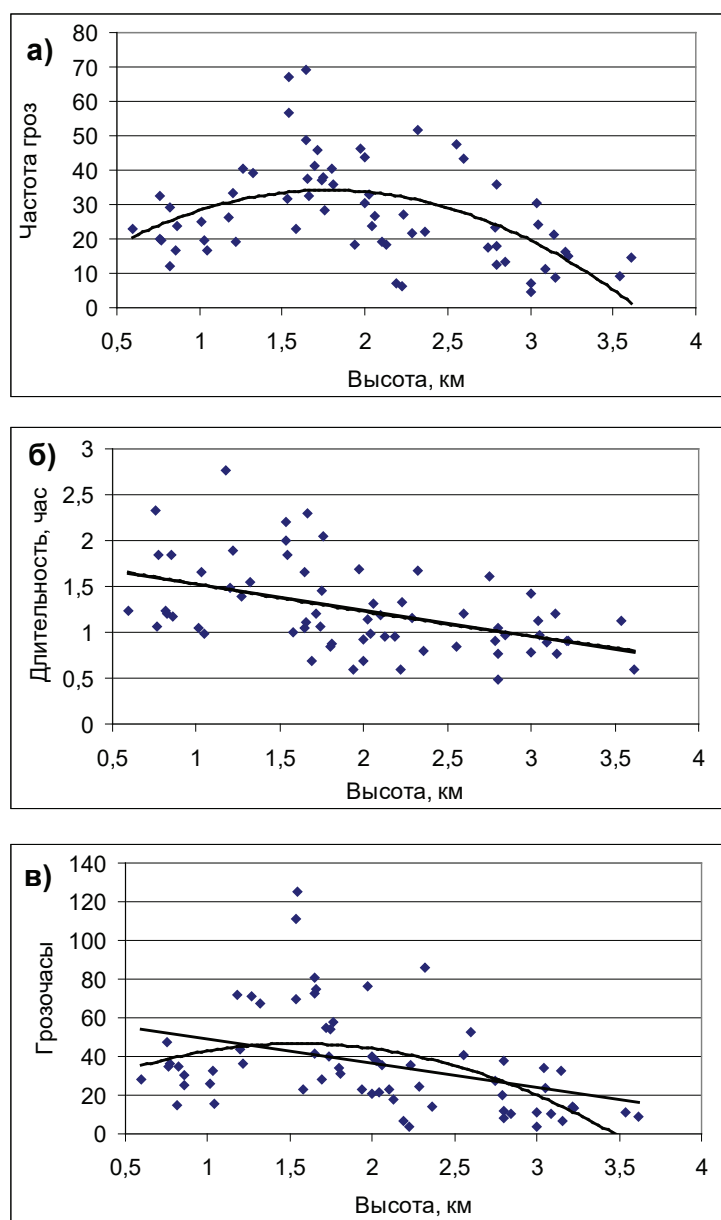 а)
Частота гроз
80
70
60
50
40
30
20
10
0
0,5 1 1,5 2 2,5 3 3,5 4
Высота, км
б)
Длительность, час
3
2,5
2
1,5
1
0,5
0
0,5 1 1,5 2 2,5 3 3,5 4
Высота, км
в)
Грозочасы
140
120
100
80
60
40
20
0
0,5 1 1,5 2 2,5 3 3,5 4
Высота, км